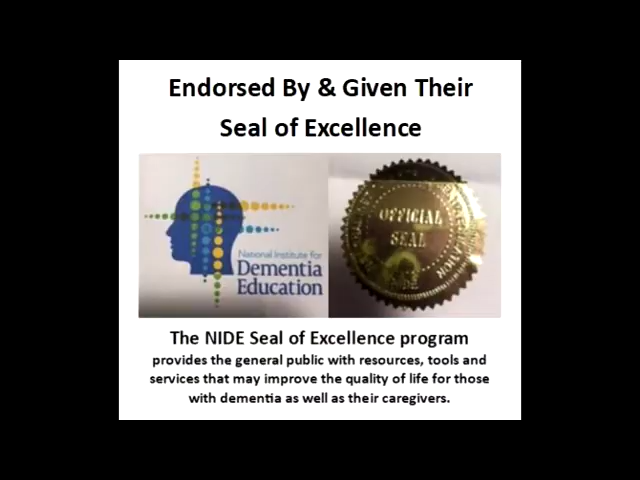 Endorsed By & Given Their
Seal of Excellence
National Institute for
Dementia
Education
OFFICIAL
SEAL
The NIDE Seal of Excellence program
provides the general public with resources, tools and
services that may improve the quality of life for those
with dementia as well as their caregivers.